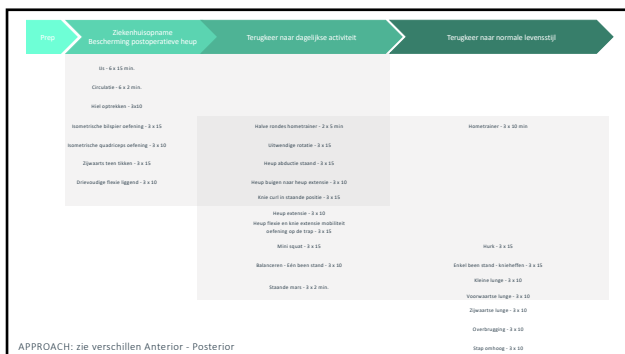 Prep
Ziekenhuisopname
Bescherming postoperatieve heup
Terugkeer naar dagelijkse activiteit
Terugkeer naar normale levensstijl
IJs - 6 x 15 min.
Circulatie - 6 x 2 min.
Hiel optrekken - 3x10
Isometrische bilspier oefening - 3 x 15
Isometrische quadriceps oefening - 3 x 10
Zijwaarts teen tikken - 3 x 15
Drievoudige flexie liggend - 3 x 10
Halve rondes hometrainer - 2 x 5 min
Uitwendige rotatie - 3 x 15
Heup abductie staand - 3 x 15
Heup buigen naar heup extensie - 3 x 10
Knie curl in staande positie - 3 x 15
Heup extensie - 3 x 10
Heup flexie en knie extensie mobiliteit
oefening op de trap - 3 x 15
Mini squat - 3 x 15
Balanceren - Eén been stand - 3 x 10
Staande mars - 3 x 2 min.
Hometrainer - 3 x 10 min
Hurk - 3 x 15
Enkel been stand - knieheffen - 3 x 15
Kleine lunge - 3 x 10
Voorwaartse lunge - 3 x 10
Zijwaartse lunge - 3 x 10
Overbrugging - 3 x 10
Stap omhoog - 3 x 10
APPROACH: zie verschillen Anterior - Posterior